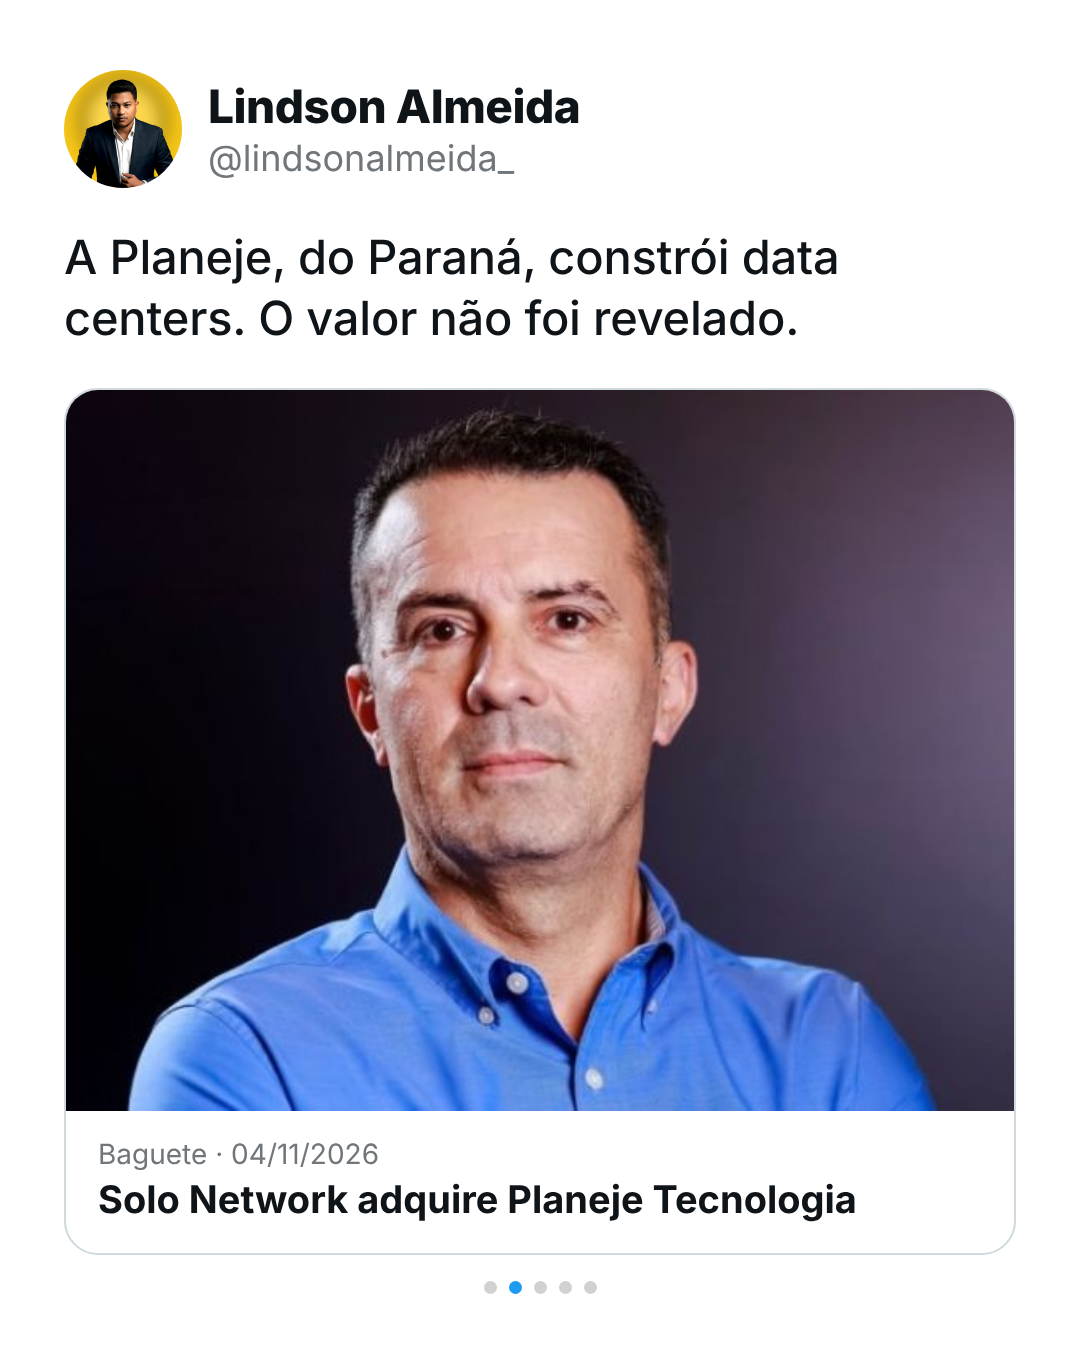 Lindson Almeida
@lindsonalmeida_
A Planeje, do Paraná, constrói data
centers. O valor não foi revelado.
Baguete · 04/11/2026
Solo Network adquire Planeje Tecnologia